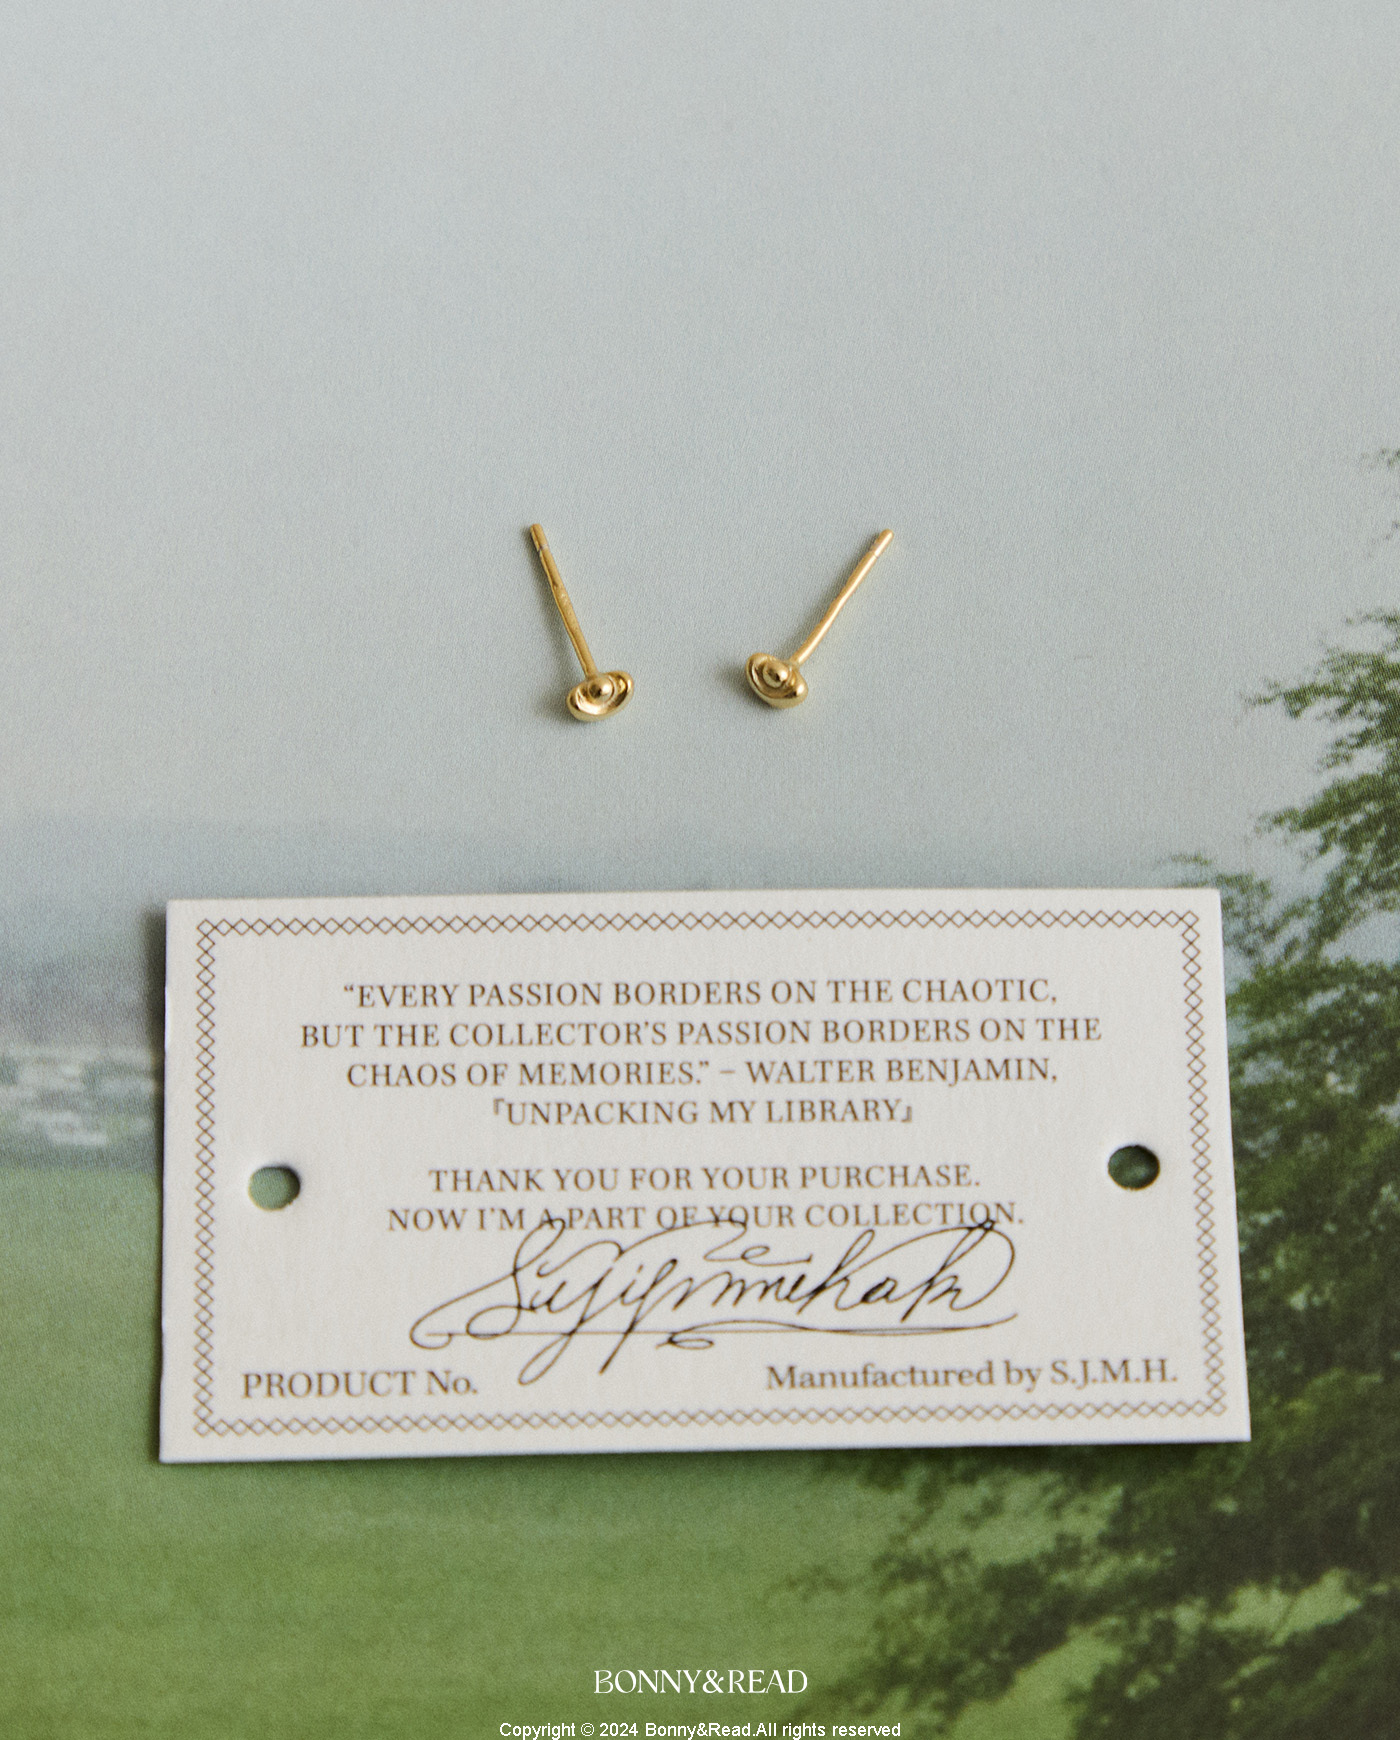 “EVERY PASSION BORDERS ON THE CHAOTIC,
BUT THE COLLECTOR’S PASSION BORDERS ON THE
CHAOS OF MEMORIES.” – WALTER BENJAMIN,
『UNPACKING MY LIBRARY』
THANK YOU FOR YOUR PURCHASE.
NOW I’M A PART OF YOUR COLLECTION.
PRODUCT No.
Manufactured by S.J.M.H.
BONNY&READ
Copyright © 2024 Bonny&Read.All rights reserved